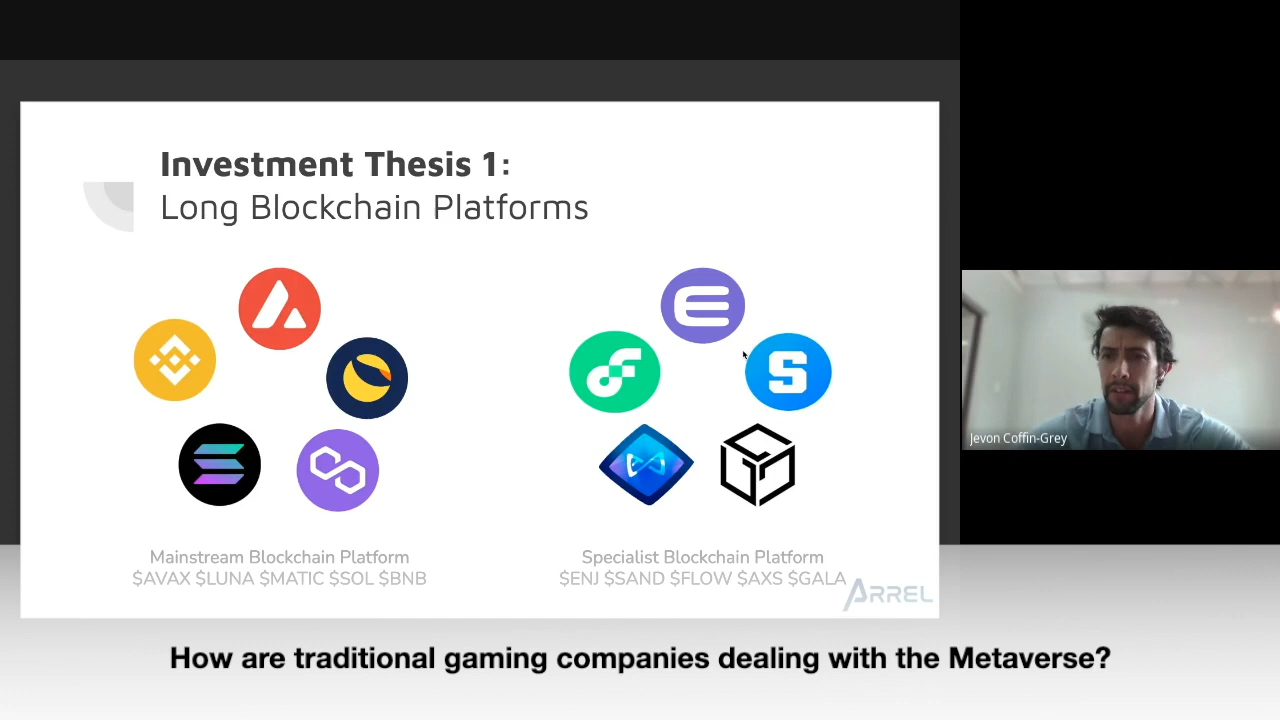 Investment Thesis 1:
Long Blockchain Platforms
Mainstream Blockchain Platform
$AVAX $LUNA $MATIC $SOL $BNB
Specialist Blockchain Platform
$ENJ $SAND $FLOW $AXS $GALA
ARREL
Jevon Coffin-Grey
How are traditional gaming companies dealing with the Metaverse?